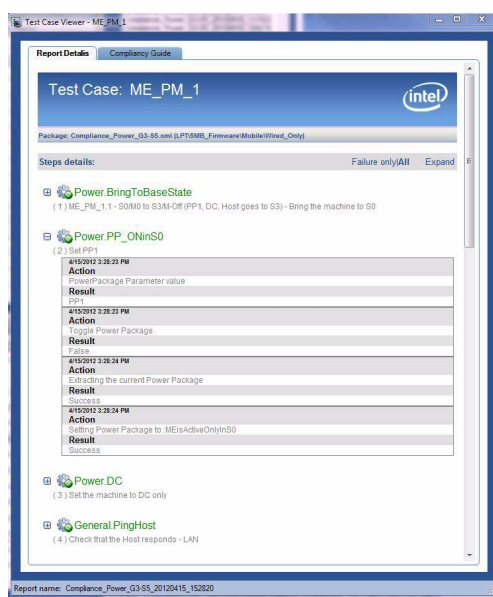 Test Case Viewer - ME_PM_1
Report Detalis
Compliancy Guide
Test Case: ME_PM_1
intel
Package: Compliance_Power_G3-S5.xml (LPT\5MB_Firmware\Mobile\Wired_Only)
Steps details:
Failure only|All
Expand
Power.BringToBaseState
( 1 ) ME_PM_1.1 - S0/M0 to S3/M-Off (PP1, DC, Host goes to S3) - Bring the machine to S0
Power.PP_ONinS0
( 2 ) Set PP1
4/15/2012 3:28:23 PM
Action
PowerPackage Parameter value
Result
PP1
4/15/2012 3:28:23 PM
Action
Toggle Power Package
Result
False
4/15/2012 3:28:24 PM
Action
Extracting the current Power Package
Result
Success
4/15/2012 3:28:24 PM
Action
Setting Power Package to :MEisActiveOnlyInS0
Result
Success
Power.DC
( 3 ) Set the machine to DC only
General.PingHost
( 4 ) Check that the Host responds - LAN
Report name: Compliance_Power_G3-S5_20120415_152820